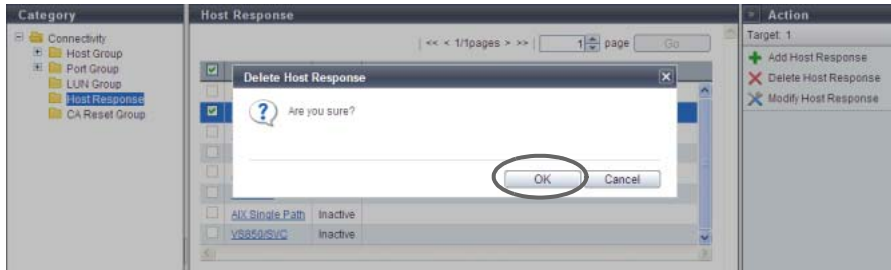 Category
Connectivity
Host Group
Port Group
LUN Group
Host Response
CA Reset Group
Host Response
<< < 1/1pages > >>
1 page Go
Delete Host Response
Are you sure?
OK Cancel
AIX Single Path Inactive
VS850/SVC Inactive
Action
Target: 1
Add Host Response
Delete Host Response
Modify Host Response